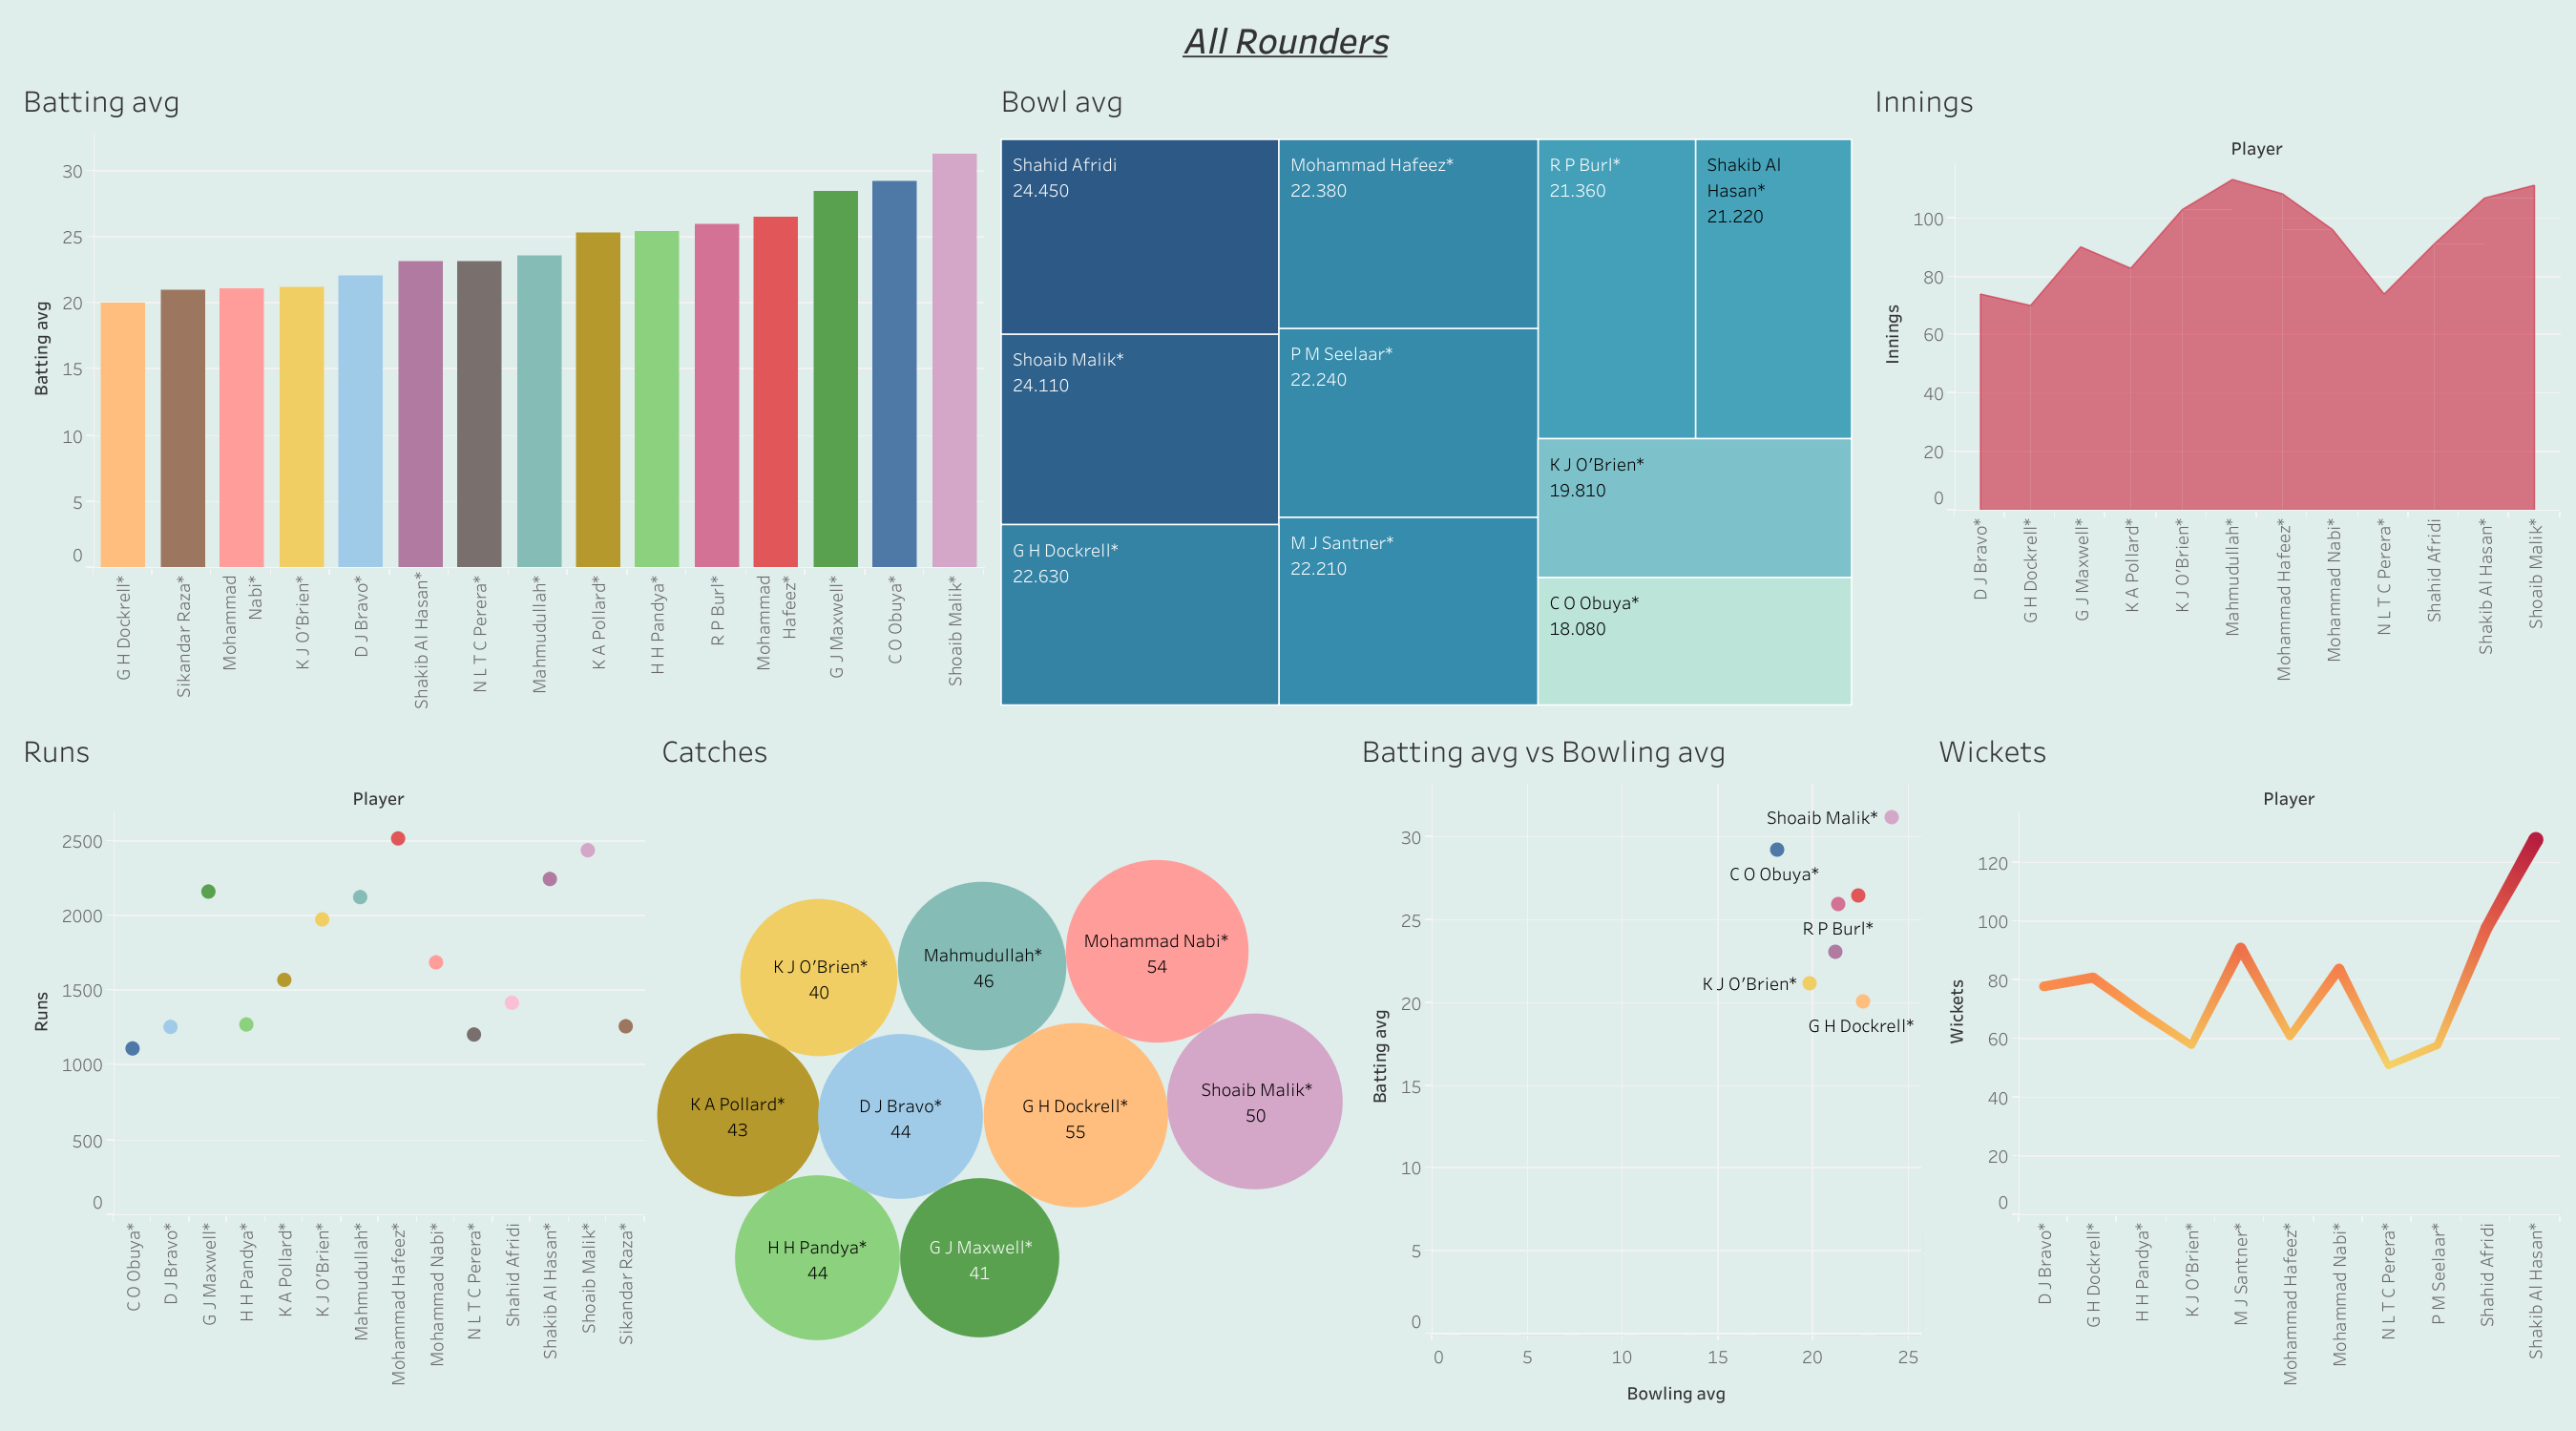 All Rounders
Batting avg
Batting avg
30
25
20
15
10
5
0
G H Dockrell*
Sikandar Raza*
Mohammad
Nabi*
K J O'Brien*
D J Bravo*
Shakib Al Hasan*
N L T C Perera*
Mahmudullah*
K A Pollard*
H H Pandya*
R P Burl*
Mohammad
Hafeez*
G J Maxwell*
C O Obuya*
Shoaib Malik*
Bowl avg
Shahid Afridi
24.450
Shoaib Malik*
24.110
G H Dockrell*
22.630
Mohammad Hafeez*
22.380
P M Seelaar*
22.240
M J Santner*
22.210
R P Burl*
21.360
Shakib Al
Hasan*
21.220
K J O'Brien*
19.810
C O Obuya*
18.080
Innings
Player
Innings
100
80
60
40
20
0
D J Bravo*
G H Dockrell*
G J Maxwell*
K A Pollard*
K J O'Brien*
Mahmudullah*
Mohammad Hafeez*
Mohammad Nabi*
N L T C Perera*
Shahid Afridi
Shakib Al Hasan*
Shoaib Malik*
Runs
Player
Runs
2500
2000
1500
1000
500
0
C O Obuya*
D J Bravo*
G J Maxwell*
H H Pandya*
K A Pollard*
K J O'Brien*
Mahmudullah*
Mohammad Hafeez*
Mohammad Nabi*
N L T C Perera*
Shahid Afridi
Shakib Al Hasan*
Shoaib Malik*
Sikandar Raza*
Catches
K J O'Brien*
40
Mahmudullah*
46
Mohammad Nabi*
54
K A Pollard*
43
D J Bravo*
44
G H Dockrell*
55
Shoaib Malik*
50
H H Pandya*
44
G J Maxwell*
41
Batting avg vs Bowling avg
Batting avg
30
25
20
15
10
5
0
Shoaib Malik*
C O Obuya*
R P Burl*
K J O'Brien*
G H Dockrell*
0
5
10
15
20
25
Bowling avg
Wickets
Player
Wickets
120
100
80
60
40
20
0
D J Bravo*
G H Dockrell*
H H Pandya*
K J O'Brien*
M J Santner*
Mohammad Hafeez*
Mohammad Nabi*
N L T C Perera*
P M Seelaar*
Shahid Afridi
Shakib Al Hasan*